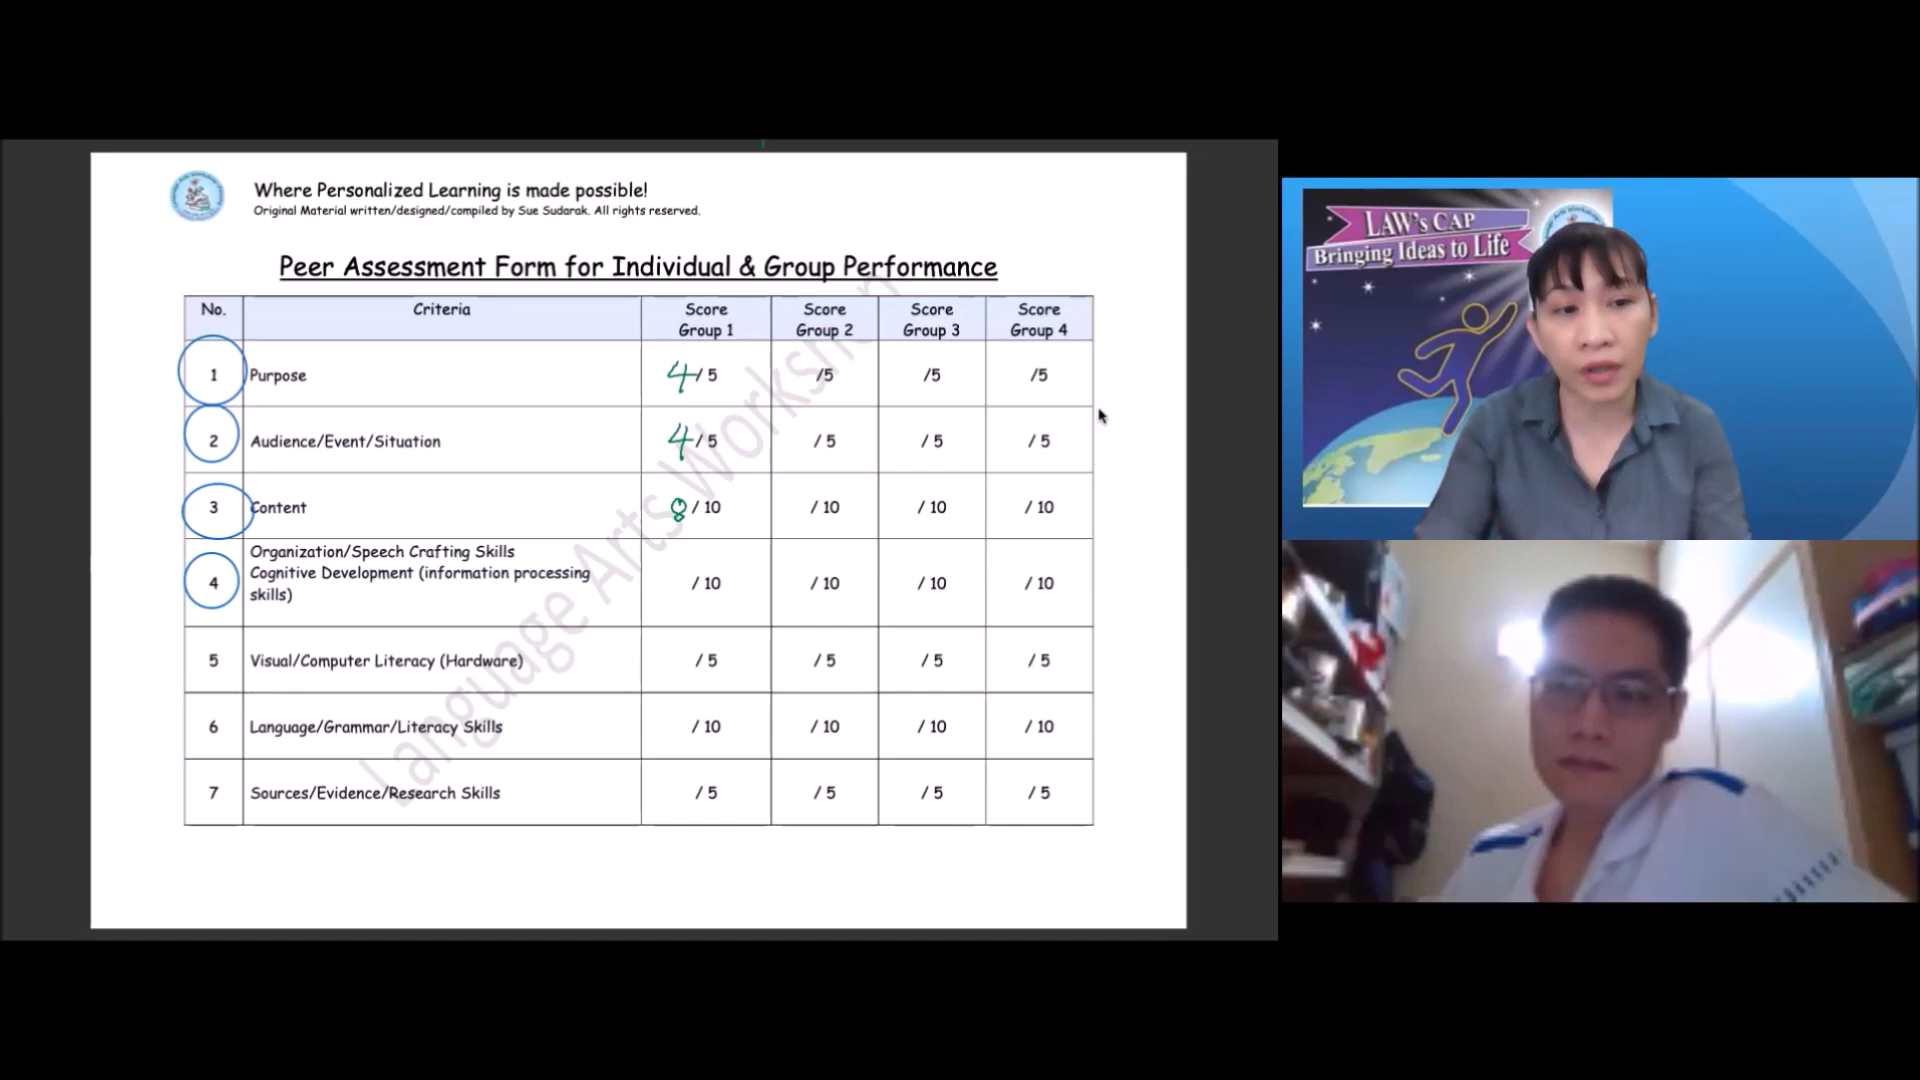 Where Personalized Learning is made possible!
Original Material written/designed/compiled by Sue Sudarak. All rights reserved.
Peer Assessment Form for Individual & Group Performance
No. Criteria Score Group 1 Score Group 2 Score Group 3 Score Group 4
1 Purpose 4/ 5 /5 /5 /5
2 Audience/Event/Situation 4/ 5 / 5 / 5 / 5
3 Content 8/ 10 / 10 / 10 / 10
4 Organization/Speech Crafting Skills
Cognitive Development (information processing
skills) / 10 / 10 / 10 / 10
5 Visual/Computer Literacy (Hardware) / 5 / 5 / 5 / 5
6 Language/Grammar/Literacy Skills / 10 / 10 / 10 / 10
7 Sources/Evidence/Research Skills / 5 / 5 / 5 / 5
Language Arts Workshop
LAW's CAP
Bringing Ideas to Life